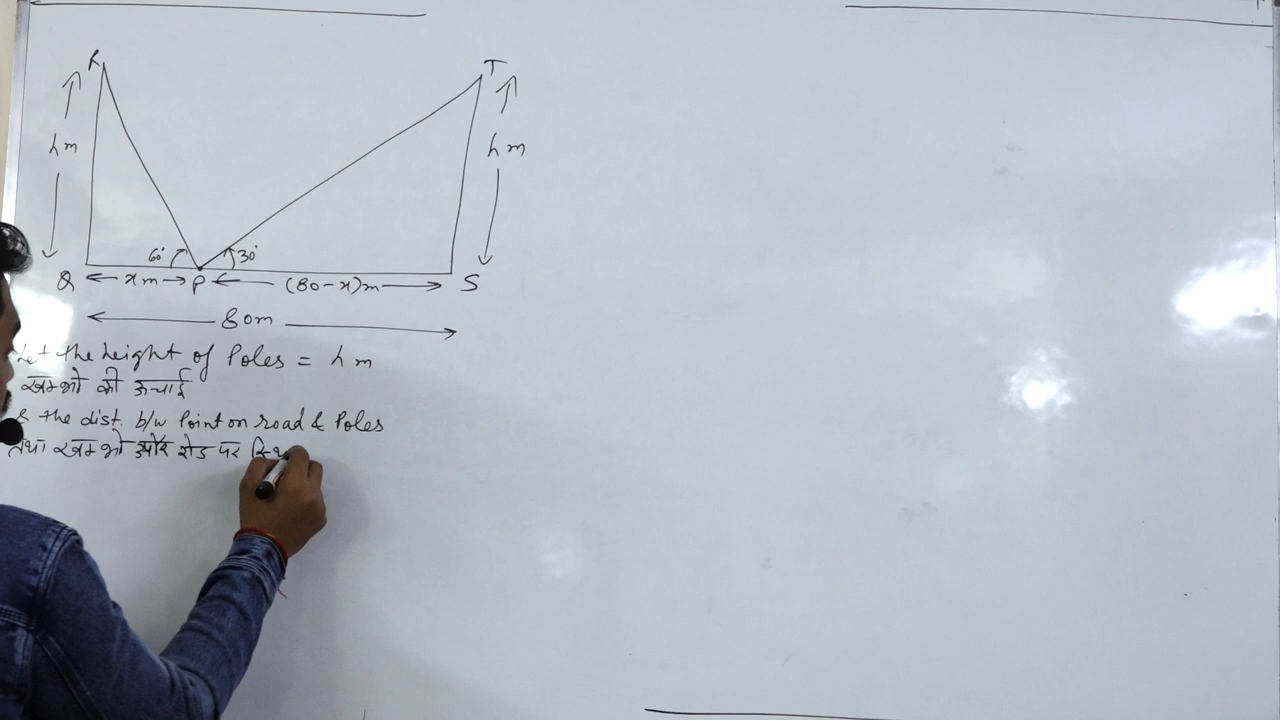 R
T
h m
h m
60°
30°
Q
x m
P
(80-x)m
S
80m
Let the height of Poles = h m
खम्भो की ऊचाई
& the dist. b/w Point on road & Poles
तथा खम्भो और रोड पर